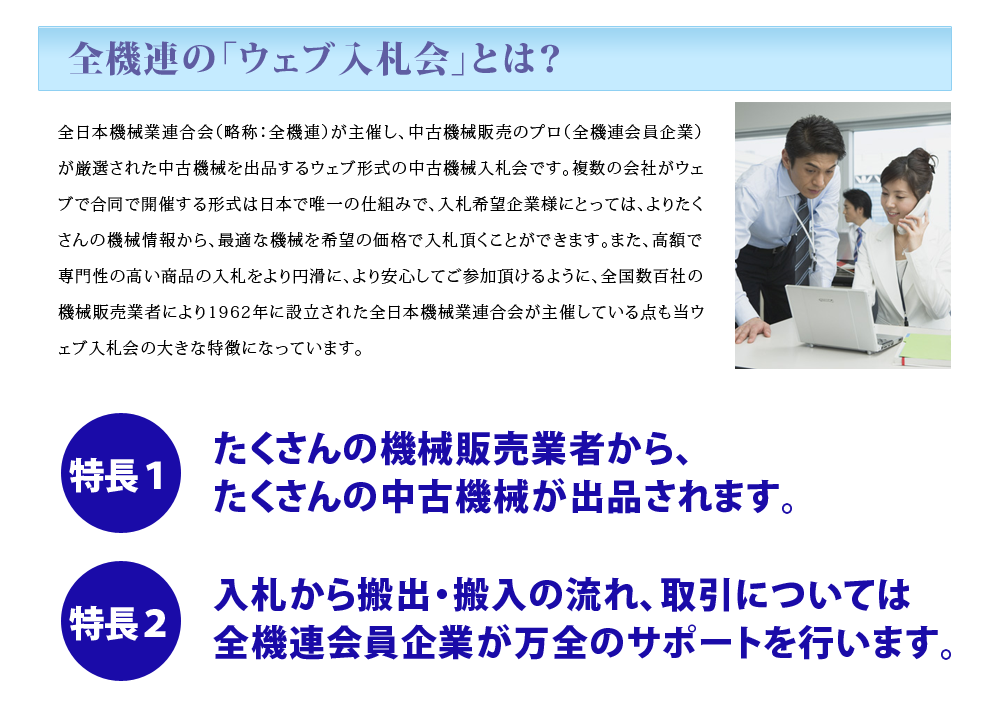 全機連の「ウェブ入札会」とは？
全日本機械業連合会（略称：全機連）が主催し、中古機械販売のプロ（全機連会員企業）
が厳選された中古機械を出品するウェブ形式の中古機械入札会です。複数の会社がウェ
ブで合同で開催する形式は日本で唯一の仕組みで、入札希望企業様にとっては、よりたく
さんの機械情報から、最適な機械を希望の価格で入札頂くことができます。また、高額で
専門性の高い商品の入札をより円滑に、より安心してご参加頂けるように、全国数百社の
機械販売業者により1962年に設立された全日本機械業連合会が主催している点も当ウ
ェブ入札会の大きな特徴になっています。
特長１
たくさんの機械販売業者から、
たくさんの中古機械が出品されます。
特長２
入札から搬出・搬入の流れ、取引については
全機連会員企業が万全のサポートを行います。